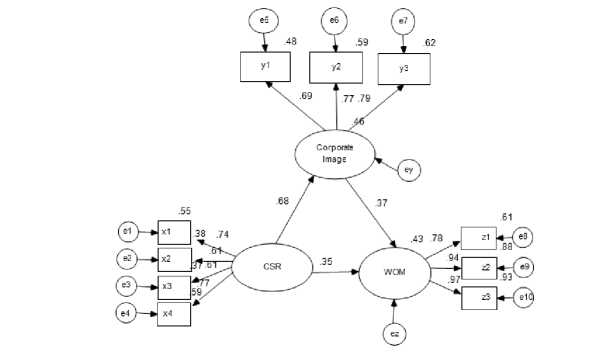 e5 e6 e7
.48 .59 .62
y1 y2 y3
.69 .77 .79
.46
Corporate
Image
ey
.68 .37
.55
e1 x1 .38 .74
e2 x2 .61
.37 .61
e3 x3 .77
.59
e4 x4
CSR
.35
WOM
.43 .78
.61
z1 e8
.88
.94 z2 e9
.93
.97 z3 e10
ez